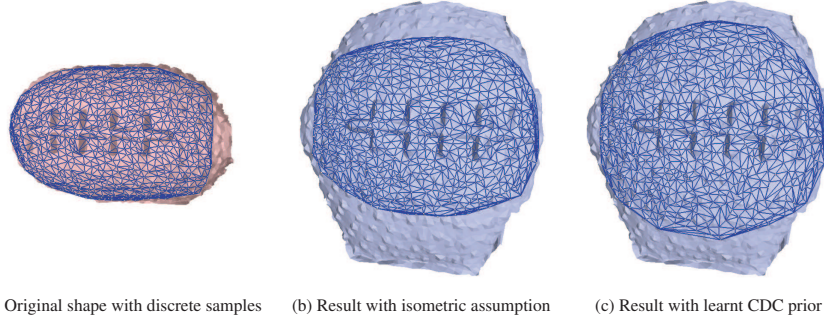 Original shape with discrete samples
(b) Result with isometric assumption
(c) Result with learnt CDC prior